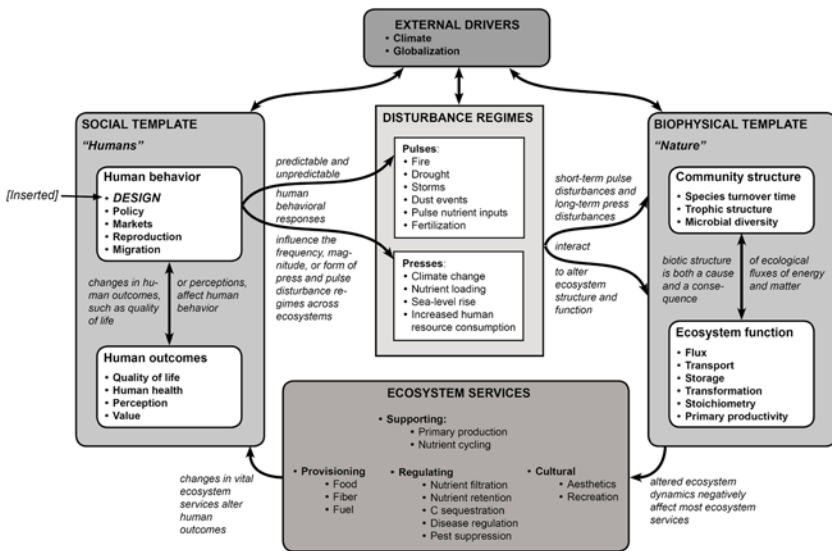 EXTERNAL DRIVERS
• Climate
• Globalization
SOCIAL TEMPLATE
"Humans"
Human behavior
[Inserted]
• DESIGN
• Policy
• Markets
• Reproduction
• Migration
changes in hu-
man outcomes,
such as quality
of life
or perceptions,
affect human
behavior
Human outcomes
• Quality of life
• Human health
• Perception
• Value
predictable and
unpredictable
human
behavioral
responses
influence the
frequency, mag-
nitude, or form of
press and pulse
disturbance re-
gimes across
ecosystems
DISTURBANCE REGIMES
Pulses:
• Fire
• Drought
• Storms
• Dust events
• Pulse nutrient inputs
• Fertilization
Presses:
• Climate change
• Nutrient loading
• Sea-level rise
• Increased human
resource consumption
short-term pulse
disturbances and
long-term press
disturbances
interact
to alter ecosystem
structure and
function
BIOPHYSICAL TEMPLATE
"Nature"
Community structure
• Species turnover time
• Trophic structure
• Microbial diversity
biotic structure
is both a cause
and a conse-
quence
of ecological
fluxes of energy
and matter
Ecosystem function
• Flux
• Transport
• Storage
• Transformation
• Stoichiometry
• Primary productivity
ECOSYSTEM SERVICES
• Supporting:
• Primary production
• Nutrient cycling
• Provisioning
• Food
• Fiber
• Fuel
• Regulating
• Nutrient filtration
• Nutrient retention
• C sequestration
• Disease regulation
• Pest suppression
• Cultural
• Aesthetics
• Recreation
changes in vital
ecosystem
services alter
human
outcomes
altered ecosystem
dynamics negatively
affect most ecosystem
services